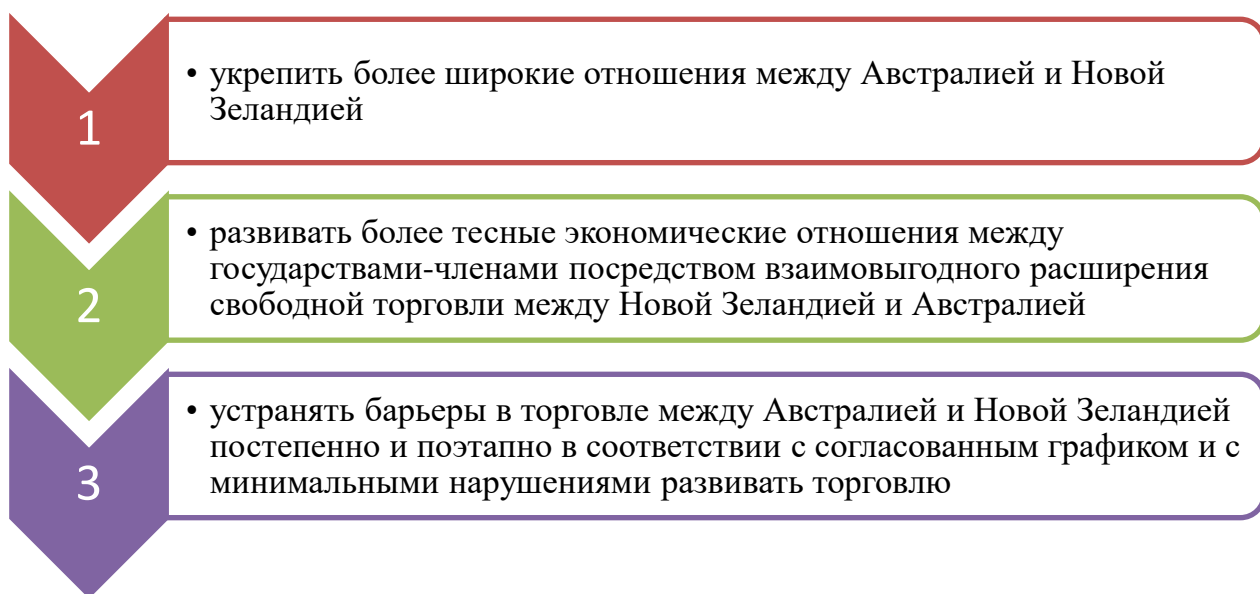 1
• укрепить более широкие отношения между Австралией и Новой
Зеландией
2
• развивать более тесные экономические отношения между
государствами-членами посредством взаимовыгодного расширения
свободной торговли между Новой Зеландией и Австралией
3
• устранять барьеры в торговле между Австралией и Новой Зеландией
постепенно и поэтапно в соответствии с согласованным графиком и с
минимальными нарушениями развивать торговлю